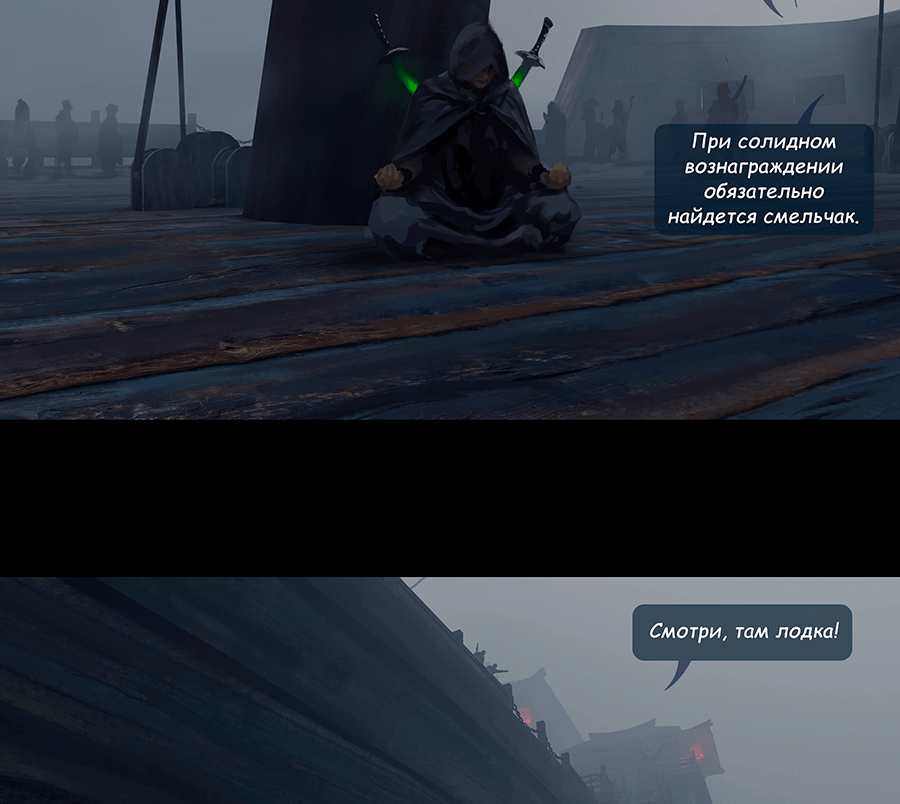 При солидном
вознаграждении
обязательно
найдется смельчак.
Смотри, там лодка!